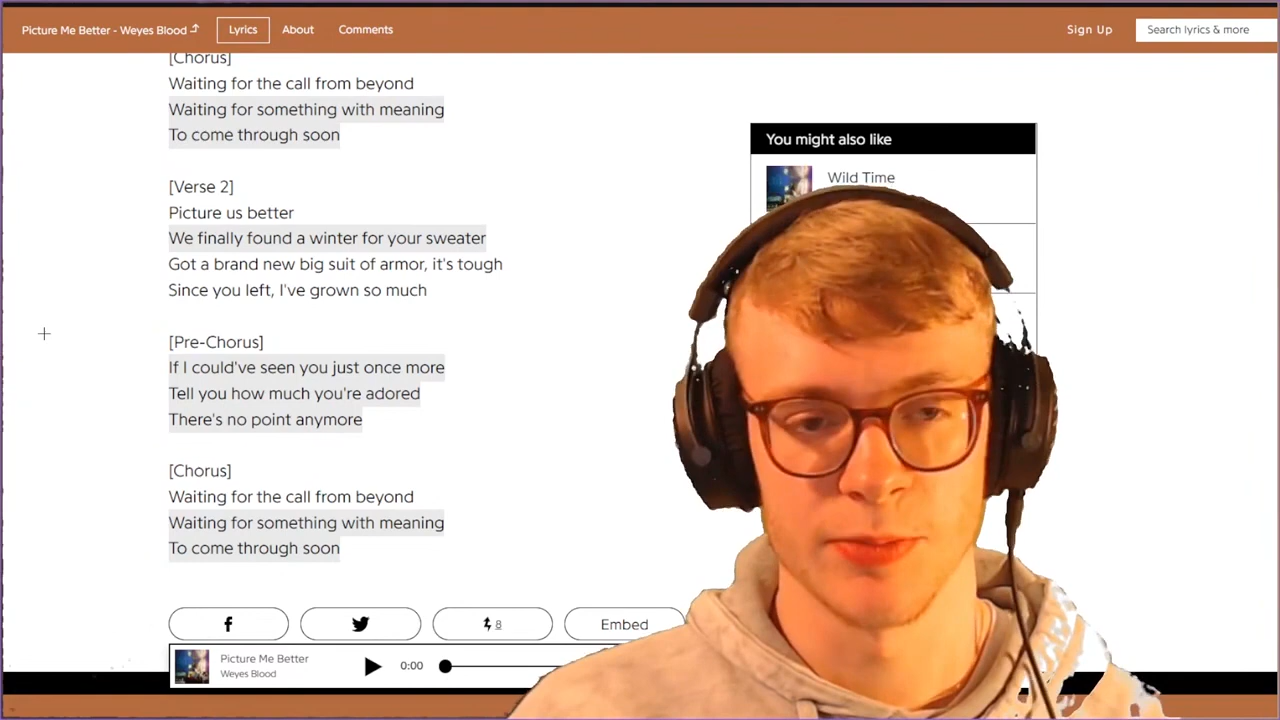 Picture Me Better - Weyes Blood
Lyrics
About
Comments
Sign Up
Search lyrics & more
[Chorus]
Waiting for the call from beyond
Waiting for something with meaning
To come through soon
[Verse 2]
Picture us better
We finally found a winter for your sweater
Got a brand new big suit of armor, it's tough
Since you left, I've grown so much
[Pre-Chorus]
If I could've seen you just once more
Tell you how much you're adored
There's no point anymore
[Chorus]
Waiting for the call from beyond
Waiting for something with meaning
To come through soon
You might also like
Wild Time
8
Embed
Picture Me Better
Weyes Blood
0:00